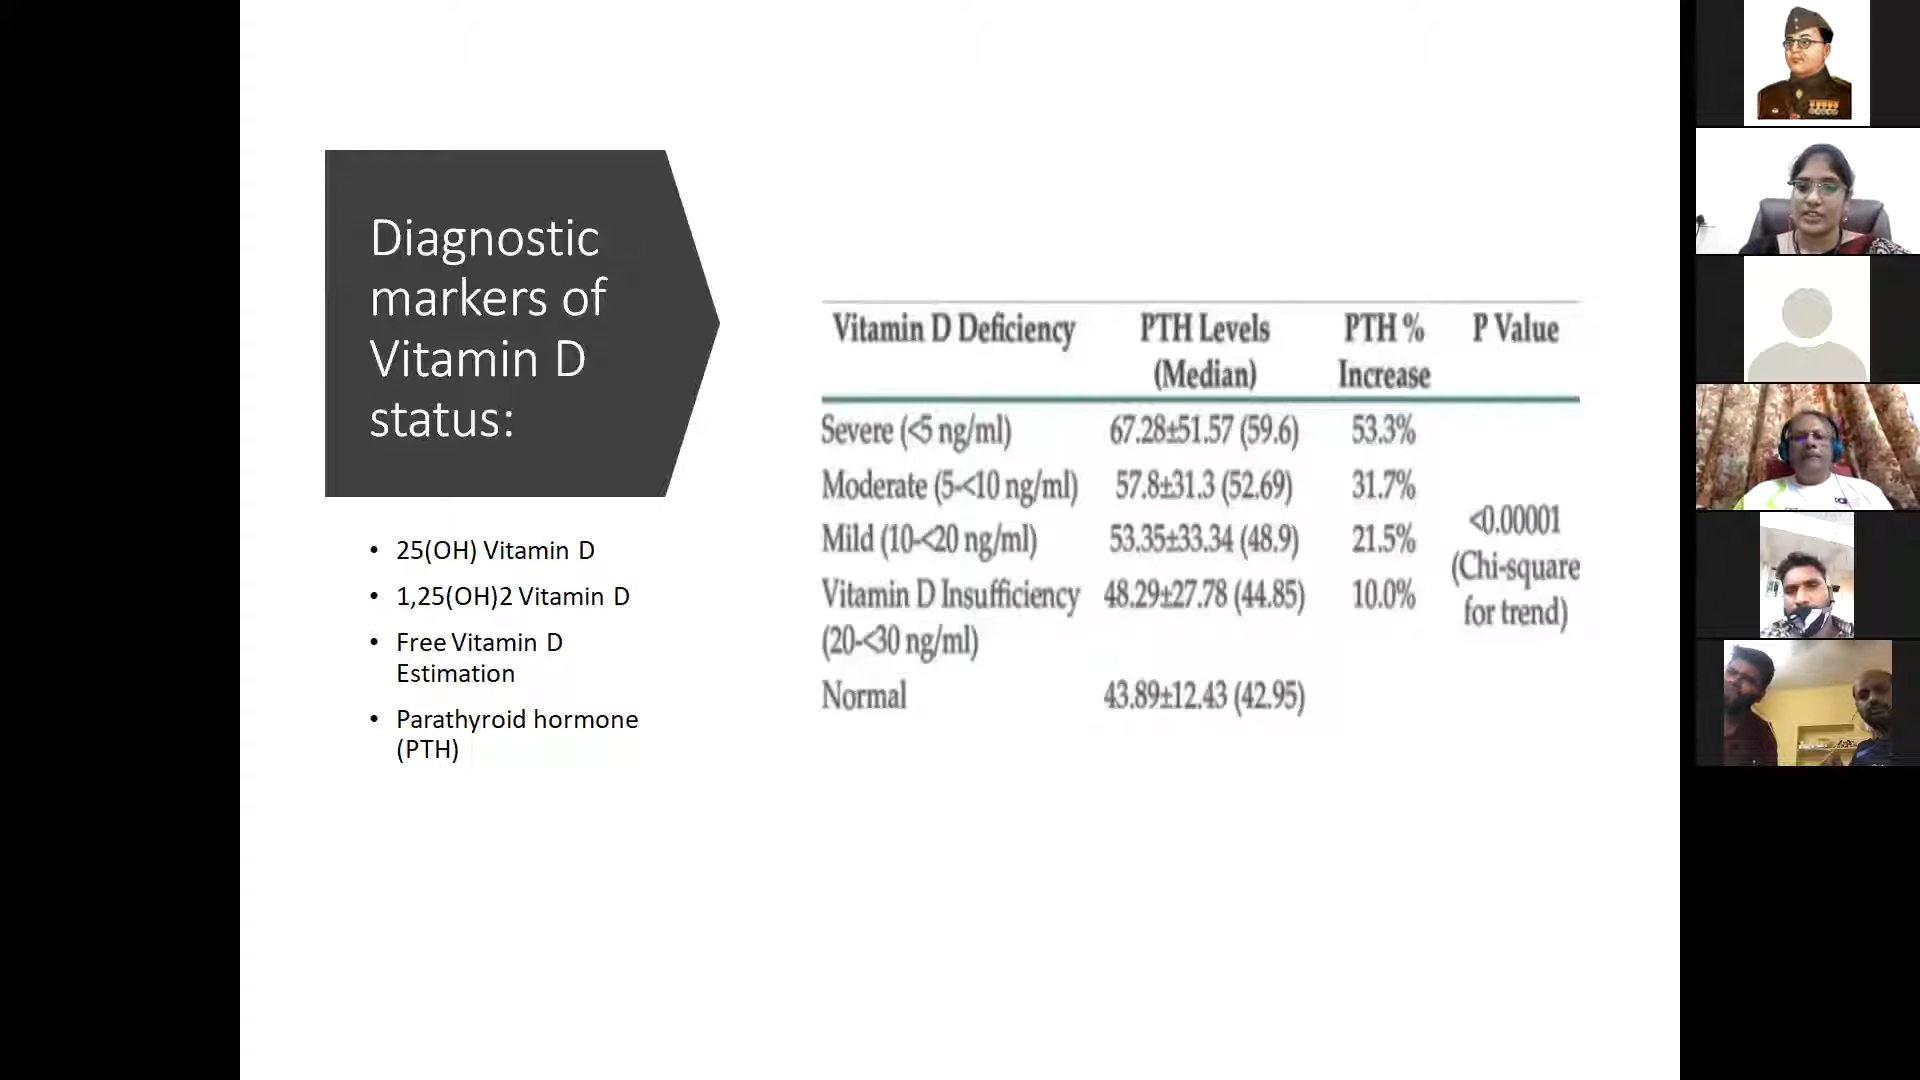 Diagnostic
markers of
Vitamin D
status:
• 25(OH) Vitamin D
• 1,25(OH)2 Vitamin D
• Free Vitamin D
Estimation
• Parathyroid hormone
(PTH)
Vitamin D Deficiency PTH Levels PTH % P Value
(Median) Increase
Severe (<5 ng/ml) 67.28±51.57 (59.6) 53.3%
Moderate (5-<10 ng/ml) 57.8±31.3 (52.69) 31.7%
<0.00001
Mild (10-<20 ng/ml) 53.35±33.34 (48.9) 21.5%
(Chi-square
Vitamin D Insufficiency 48.29±27.78 (44.85) 10.0%
for trend)
(20-<30 ng/ml)
Normal 43.89±12.43 (42.95)